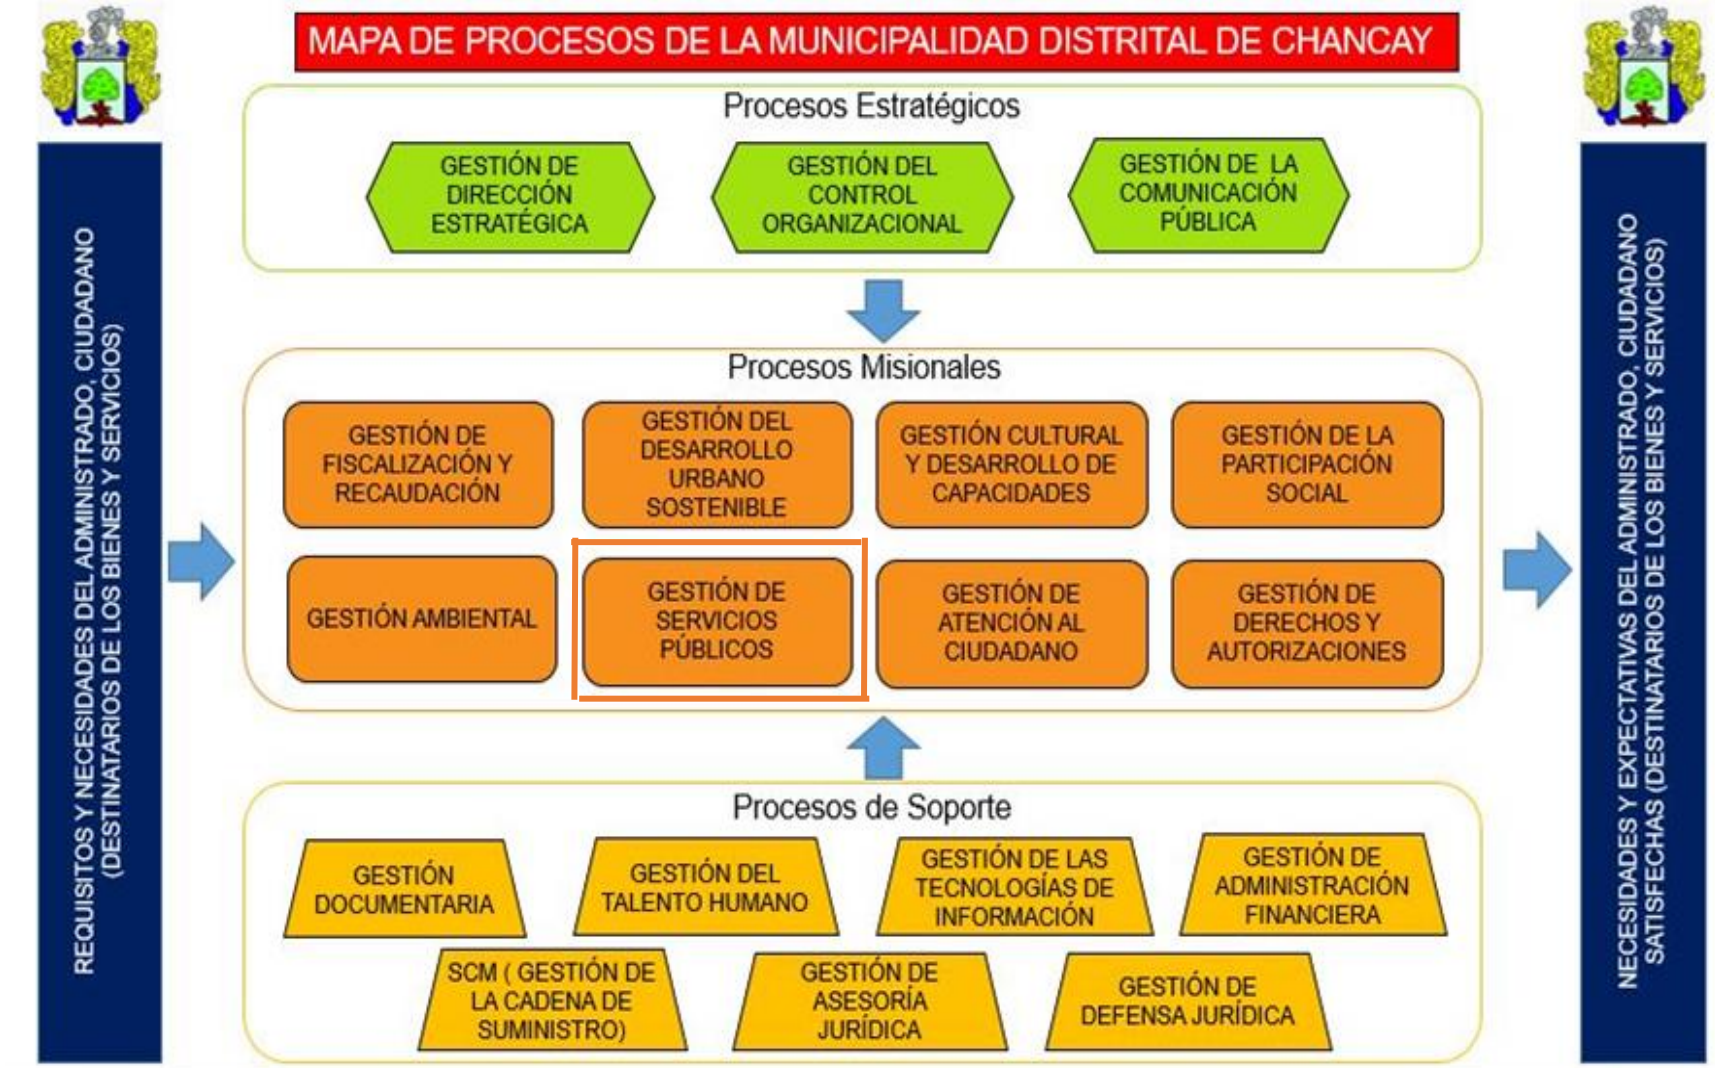 MAPA DE PROCESOS DE LA MUNICIPALIDAD DISTRITAL DE CHANCAY
REQUISITOS Y NECESIDADES DEL ADMINISTRADO, CIUDADANO
(DESTINATARIOS DE LOS BIENES Y SERVICIOS)
Procesos Estratégicos
GESTIÓN DE
DIRECCIÓN
ESTRATÉGICA
GESTIÓN DEL
CONTROL
ORGANIZACIONAL
GESTIÓN DE LA
COMUNICACIÓN
PÚBLICA
Procesos Misionales
GESTIÓN DE
FISCALIZACIÓN Y
RECAUDACIÓN
GESTIÓN DEL
DESARROLLO
URBANO
SOSTENIBLE
GESTIÓN CULTURAL
Y DESARROLLO DE
CAPACIDADES
GESTIÓN DE LA
PARTICIPACIÓN
SOCIAL
GESTIÓN AMBIENTAL
GESTIÓN DE
SERVICIOS
PÚBLICOS
GESTIÓN DE
ATENCIÓN AL
CIUDADANO
GESTIÓN DE
DERECHOS Y
AUTORIZACIONES
Procesos de Soporte
GESTIÓN
DOCUMENTARIA
GESTIÓN DEL
TALENTO HUMANO
GESTIÓN DE LAS
TECNOLOGÍAS DE
INFORMACIÓN
GESTIÓN DE
ADMINISTRACIÓN
FINANCIERA
SCM ( GESTIÓN DE
LA CADENA DE
SUMINISTRO)
GESTIÓN DE
ASESORÍA
JURÍDICA
GESTIÓN DE
DEFENSA JURÍDICA
NECESIDADES Y EXPECTATIVAS DEL ADMINISTRADO, CIUDADANO
SATISFECHAS (DESTINATARIOS DE LOS BIENES Y SERVICIOS)